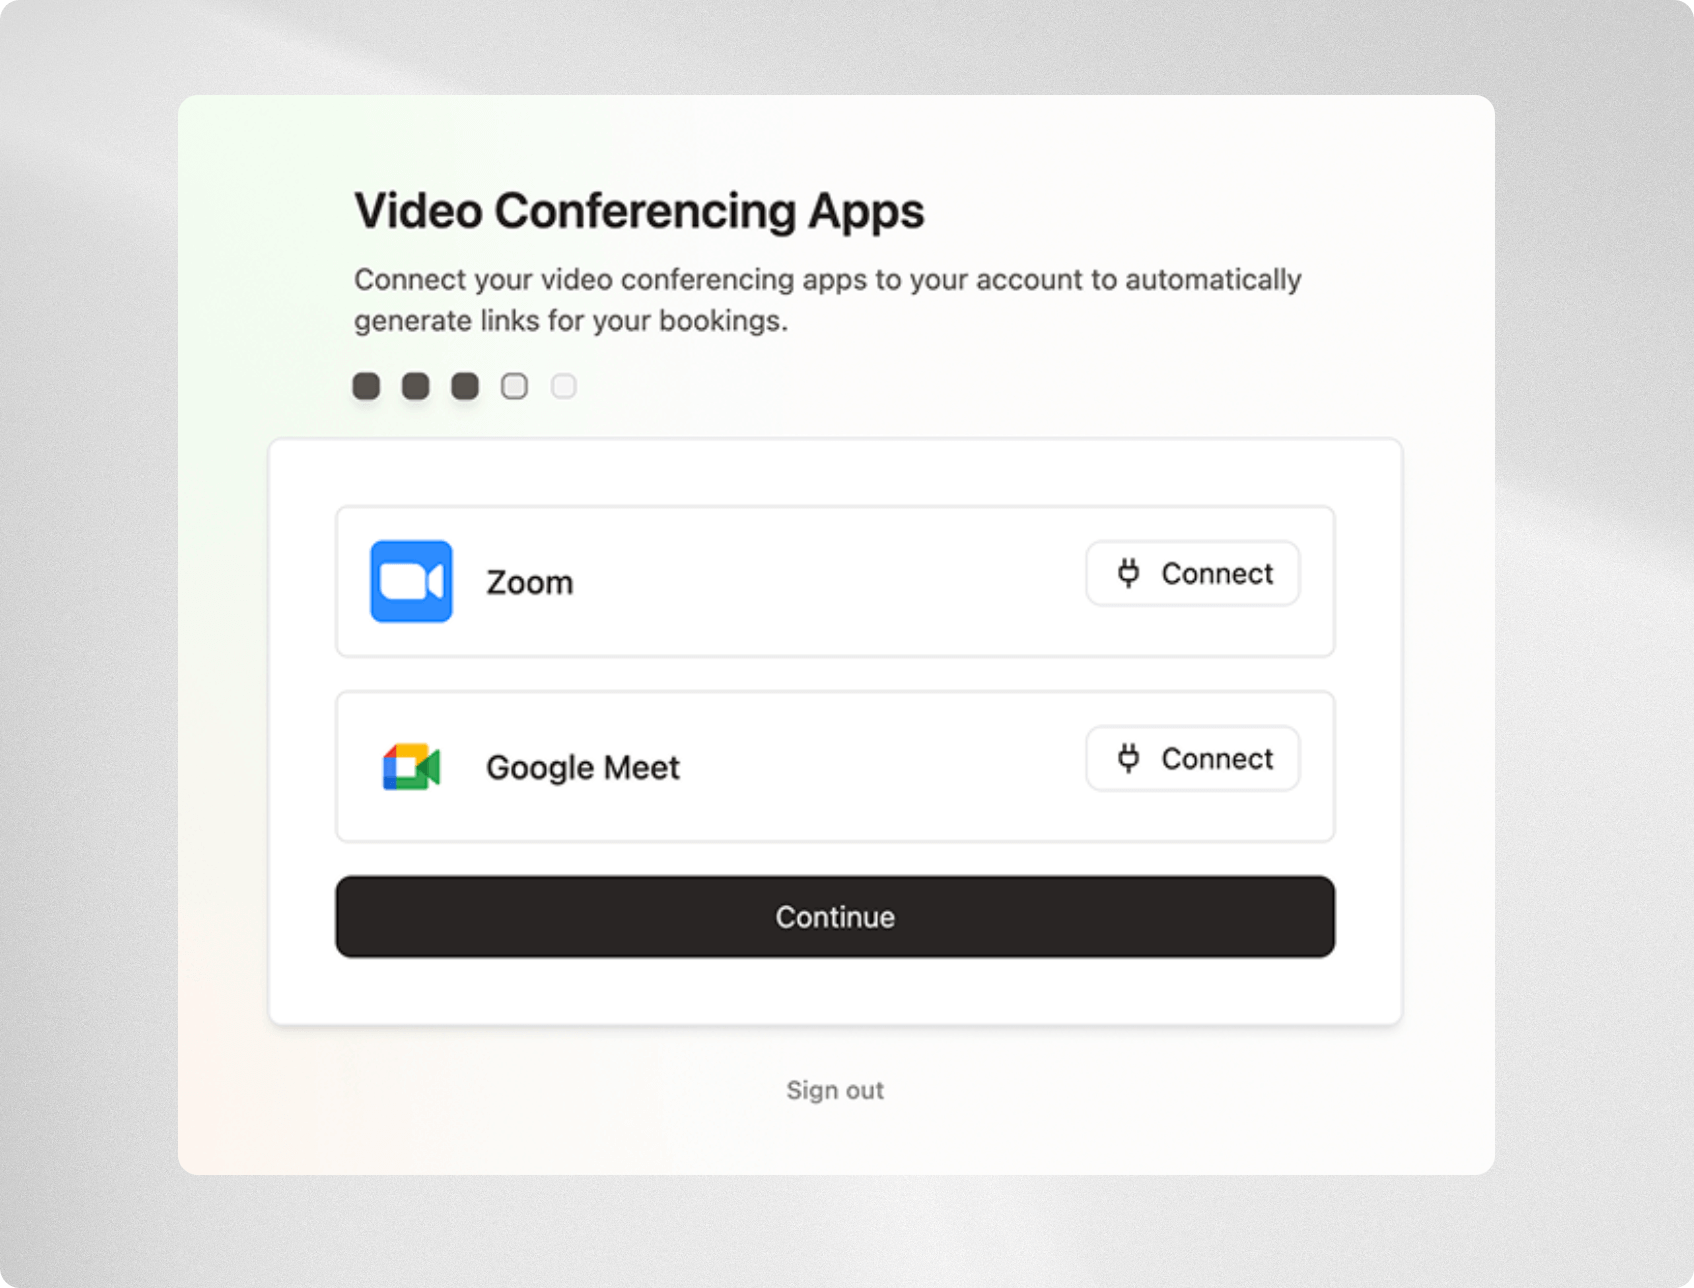 Video Conferencing Apps
Connect your video conferencing apps to your account to automatically
generate links for your bookings.
Zoom
Connect
Google Meet
Connect
Continue
Sign out